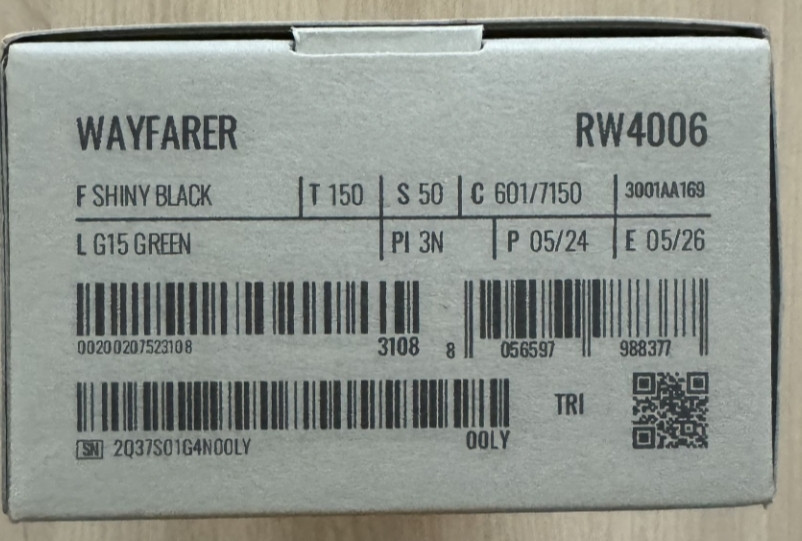 WAYFARER RW4006
F SHINY BLACK T 150 S 50 C 601/7150 3001AA169
L G15 GREEN PI 3N P 05/24 E 05/26
00200207523108 3108 8 056597 988377
TRI
SN 2Q37S01G4N00LY 00LY